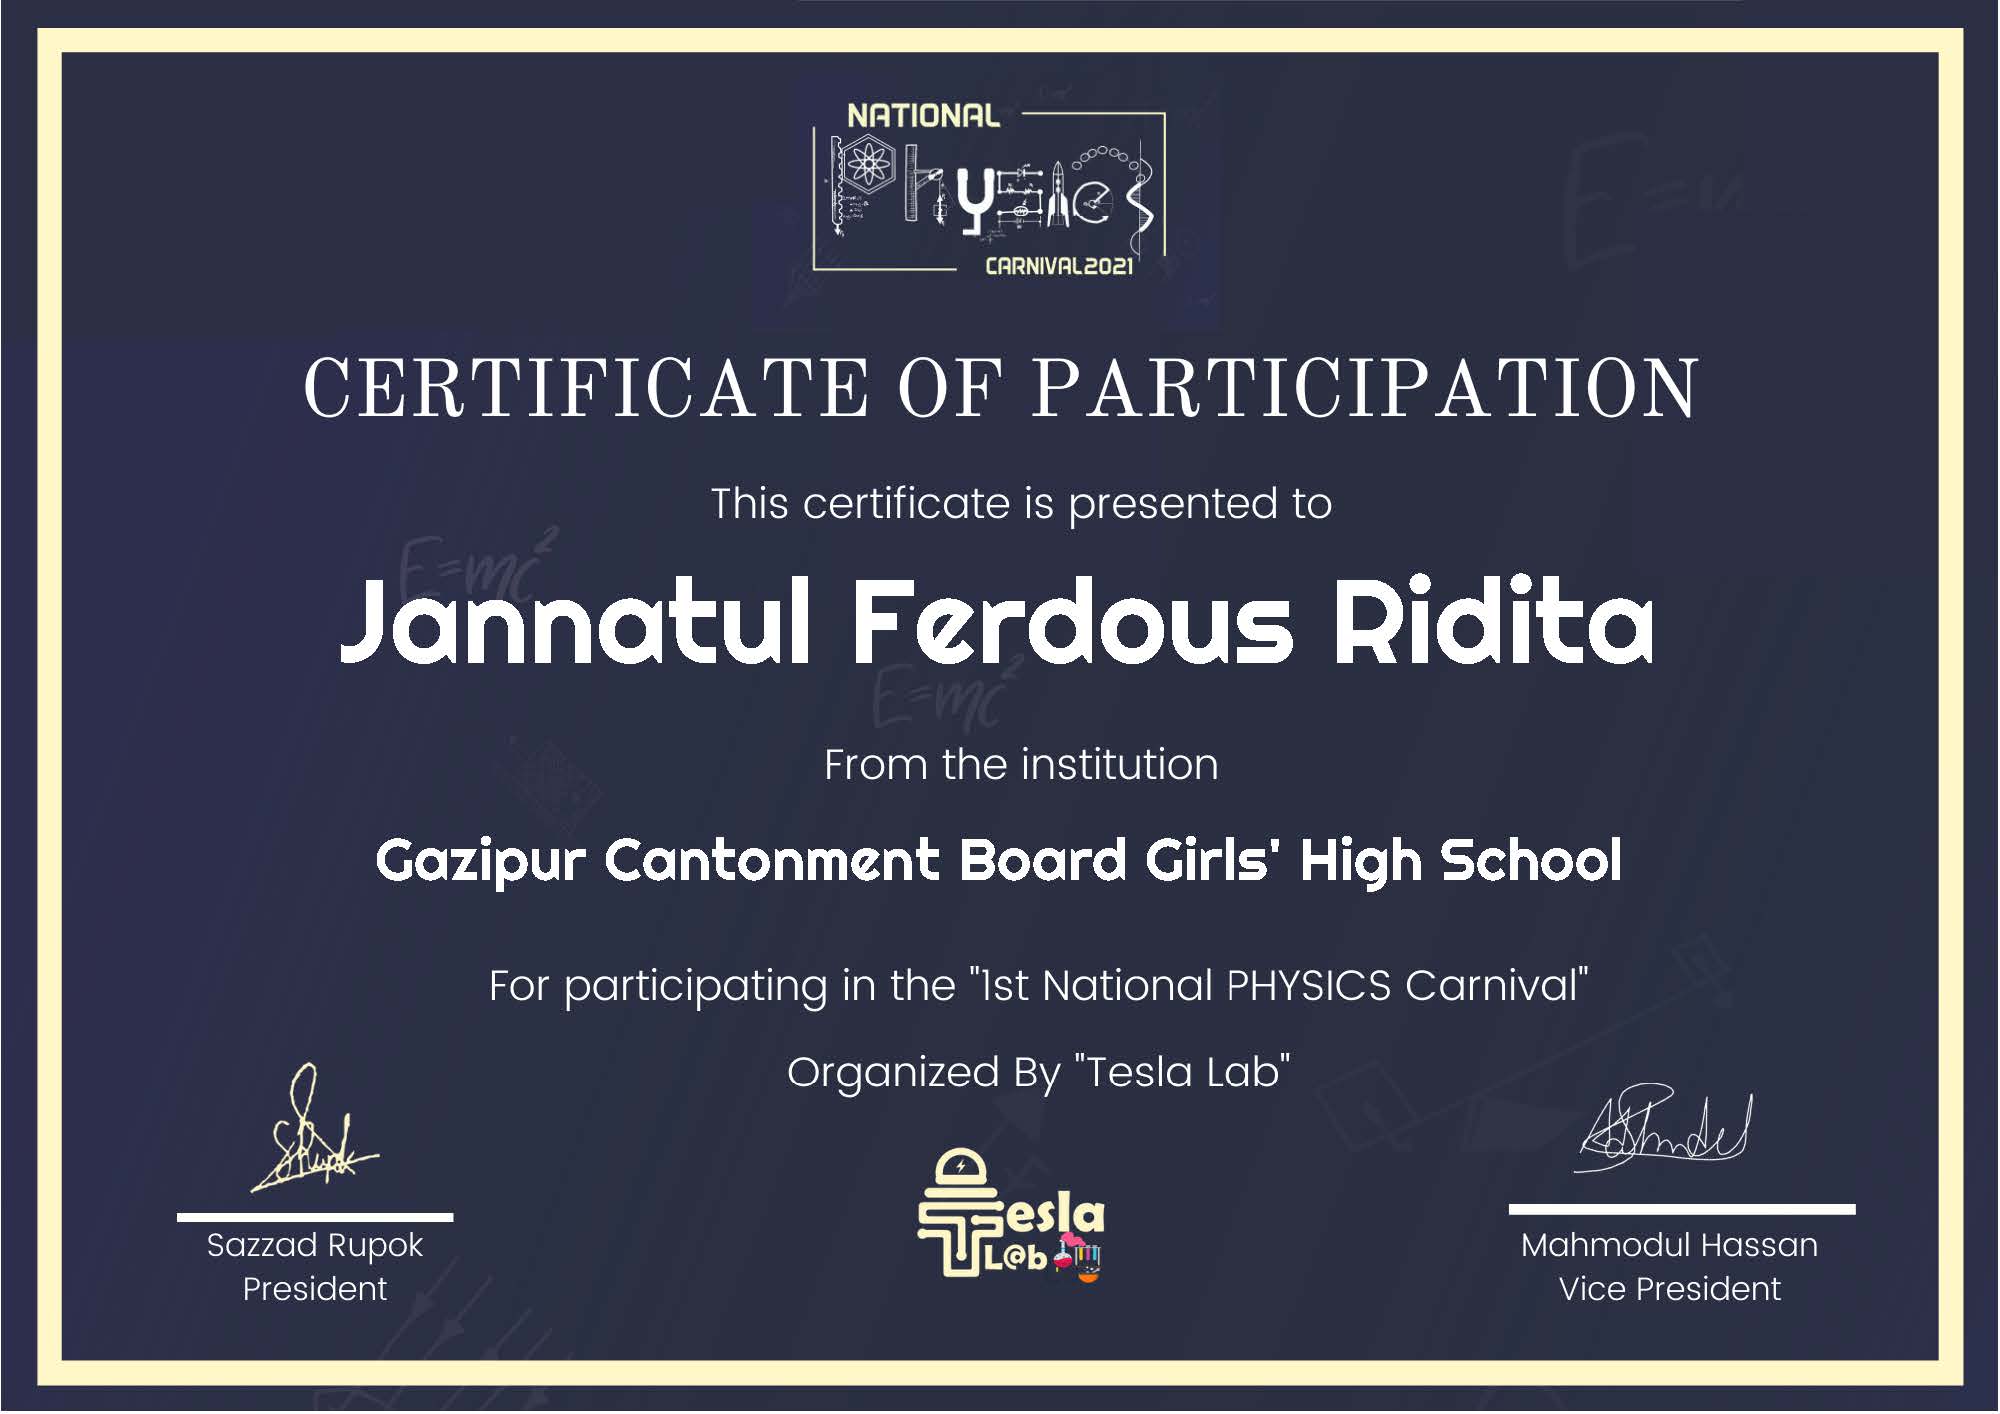 NATIONAL
Physics
CARNIVAL2021
E=m
CERTIFICATE OF PARTICIPATION
This certificate is presented to
E=mc²
Jannatul Ferdous Ridita
E=mc²
From the institution
Gazipur Cantonment Board Girls' High School
For participating in the "1st National PHYSICS Carnival"
Organized By "Tesla Lab"
Tesla
L@b
Sazzad Rupok
President
Mahmodul Hassan
Vice President